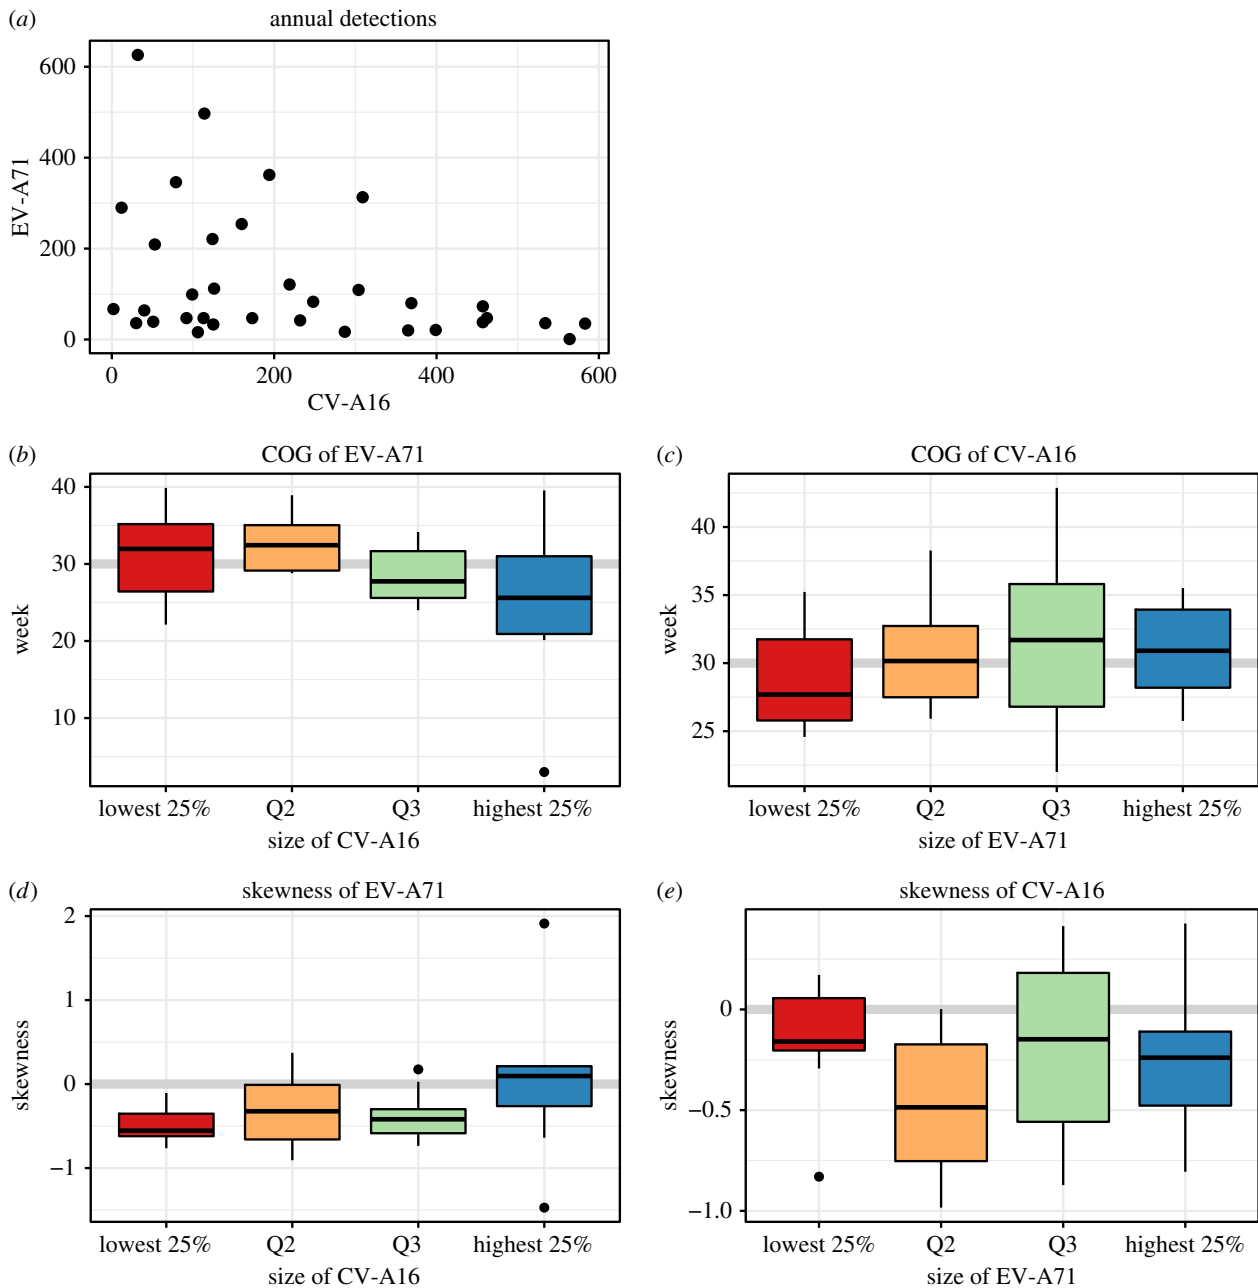 (a) annual detections
600
400
200
0
EV-A71
0 200 400 600
CV-A16
(b) COG of EV-A71
40
30
20
10
week
lowest 25% Q2 Q3 highest 25%
size of CV-A16
(c) COG of CV-A16
40
35
30
25
week
lowest 25% Q2 Q3 highest 25%
size of EV-A71
(d) skewness of EV-A71
2
1
0
−1
skewness
lowest 25% Q2 Q3 highest 25%
size of CV-A16
(e) skewness of CV-A16
0
−0.5
−1.0
skewness
lowest 25% Q2 Q3 highest 25%
size of EV-A71